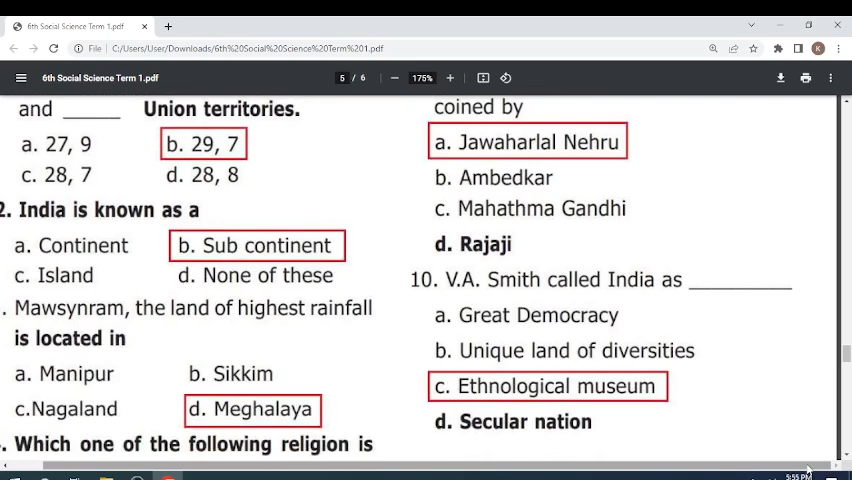 6th Social Science Term 1.pdf
File
C:/Users/User/Downloads/6th%20Social%20Science%20Term%201.pdf
K
6th Social Science Term 1.pdf
5 / 6
175%
and ______ Union territories.
a. 27, 9
b. 29, 7
c. 28, 7
d. 28, 8
2. India is known as a
a. Continent
b. Sub continent
c. Island
d. None of these
. Mawsynram, the land of highest rainfall
is located in
a. Manipur
b. Sikkim
c.Nagaland
d. Meghalaya
. Which one of the following religion is
coined by
a. Jawaharlal Nehru
b. Ambedkar
c. Mahathma Gandhi
d. Rajaji
10. V.A. Smith called India as __________
a. Great Democracy
b. Unique land of diversities
c. Ethnological museum
d. Secular nation
5:55 PM